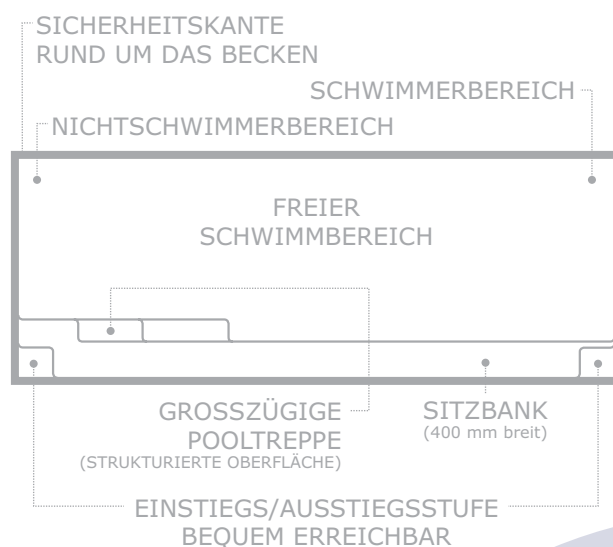 SICHERHEITSKANTE
RUND UM DAS BECKEN
SCHWIMMERBEREICH
NICHTSCHWIMMERBEREICH
FREIER
SCHWIMMBEREICH
GROSSZÜGIGE
POOLTREPPE
(STRUKTURIERTE OBERFLÄCHE)
SITZBANK
(400 mm breit)
EINSTIEGS/AUSSTIEGSSTUFE
BEQUEM ERREICHBAR